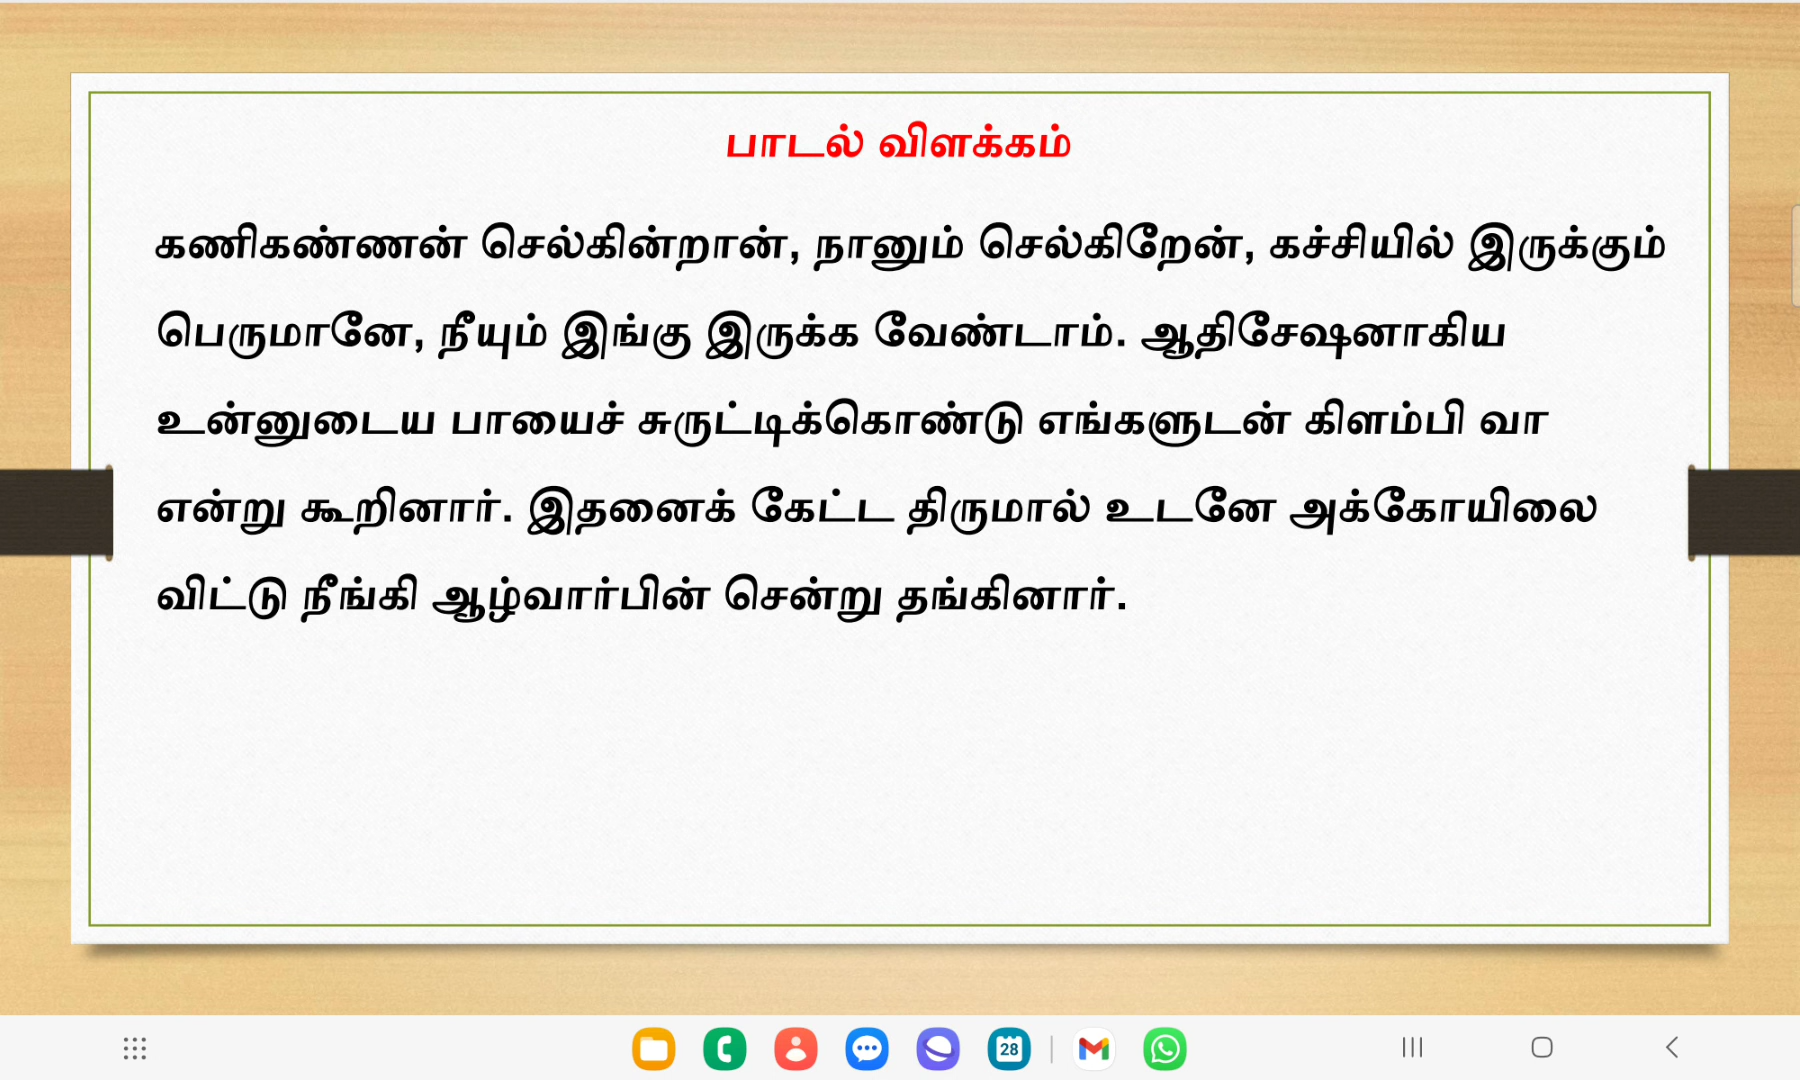 பாடல் விளக்கம்
கணிகண்ணன் செல்கின்றான், நானும் செல்கிறேன், கச்சியில் இருக்கும்
பெருமானே, நீயும் இங்கு இருக்க வேண்டாம். ஆதிசேஷனாகிய
உன்னுடைய பாயைச் சுருட்டிக்கொண்டு எங்களுடன் கிளம்பி வா
என்று கூறினார். இதனைக் கேட்ட திருமால் உடனே அக்கோயிலை
விட்டு நீங்கி ஆழ்வார்பின் சென்று தங்கினார்.
28